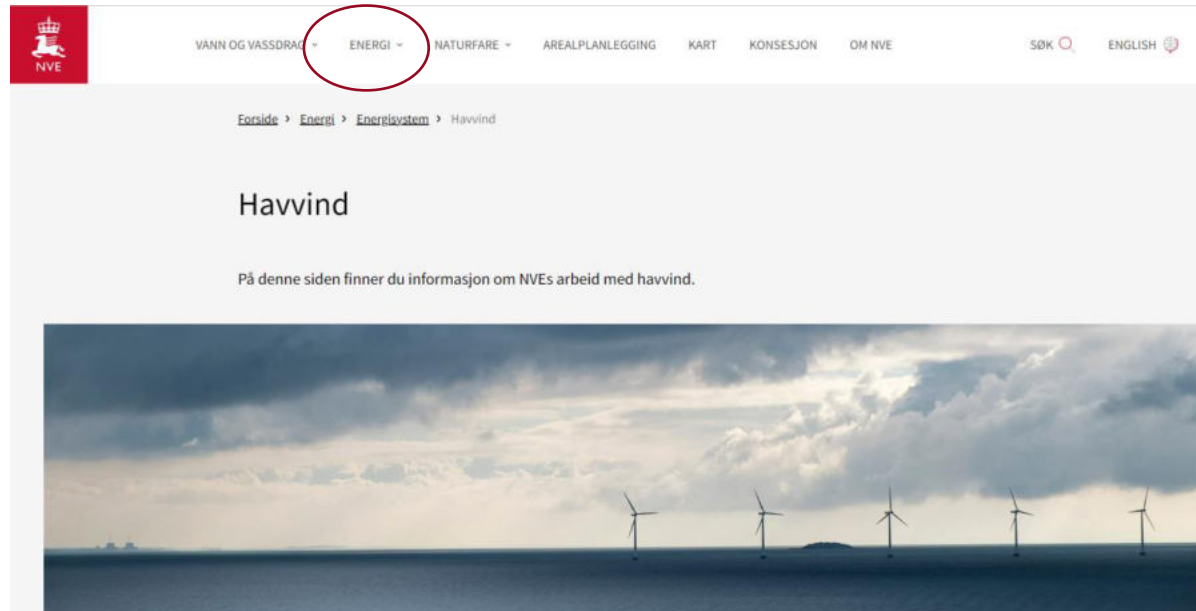 NVE
VANN OG VASSDRAG ENERGI NATURFARE AREALPLANLEGGING KART KONSESJON OM NVE SØK ENGLISH
Forside > Energi > Energisystem > Havvind
Havvind
På denne siden finner du informasjon om NVEs arbeid med havvind.